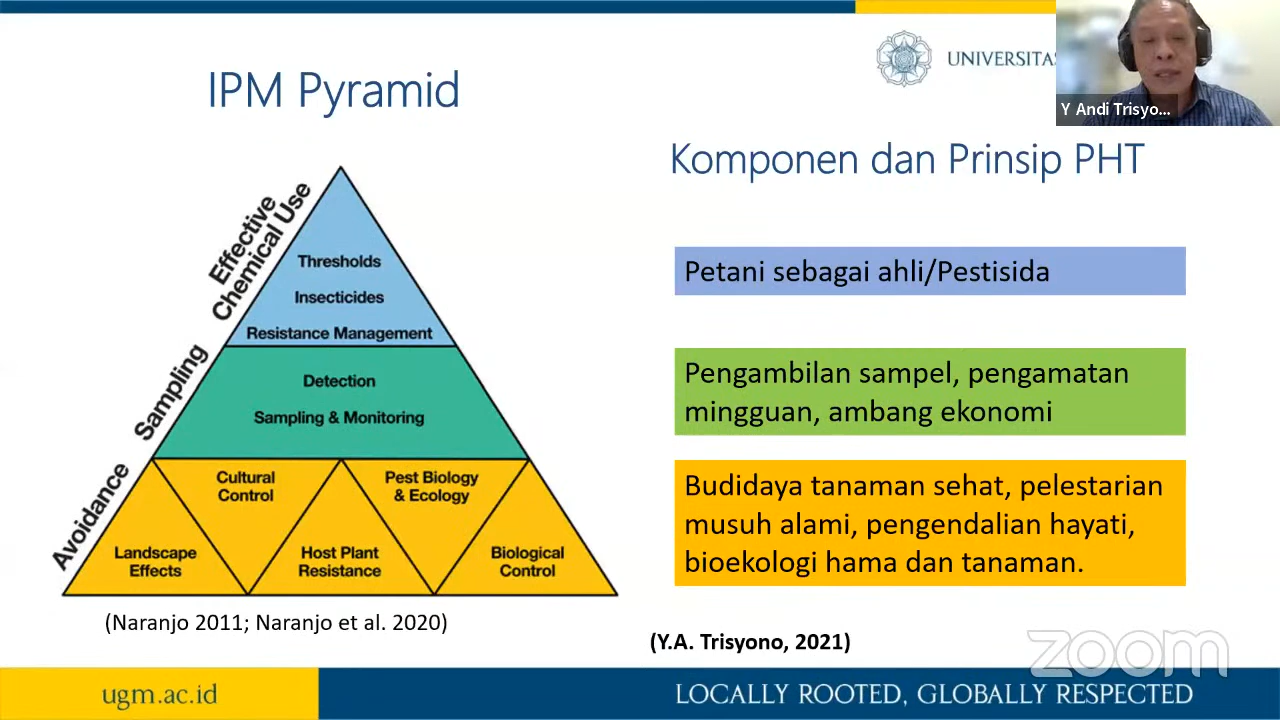 UNIVERSITAS
Y Andi Trisyo...
IPM Pyramid
Komponen dan Prinsip PHT
Effective
Chemical Use
Thresholds
Insecticides
Resistance Management
Sampling
Detection
Sampling & Monitoring
Avoidance
Cultural
Control
Pest Biology
& Ecology
Landscape
Effects
Host Plant
Resistance
Biological
Control
(Naranjo 2011; Naranjo et al. 2020)
Petani sebagai ahli/Pestisida
Pengambilan sampel, pengamatan
mingguan, ambang ekonomi
Budidaya tanaman sehat, pelestarian
musuh alami, pengendalian hayati,
bioekologi hama dan tanaman.
(Y.A. Trisyono, 2021)
zoom
ugm.ac.id
LOCALLY ROOTED, GLOBALLY RESPECTED